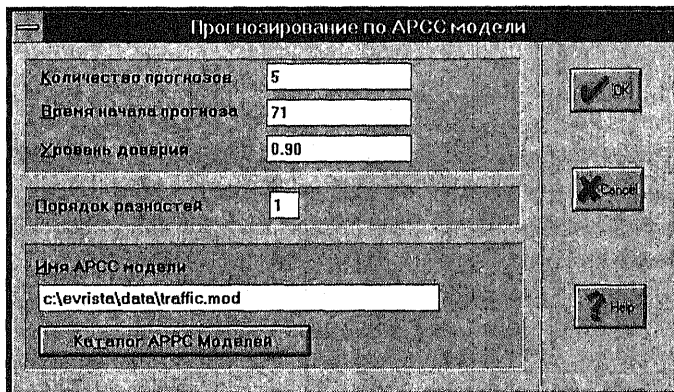 Прогнозирование по АРСС модели
Количество прогнозов 5
Время начала прогноза 71
Уровень доверия 0.90
Порядок разностей 1
Имя АРСС модели
c:\evrista\data\traffic.mod
Каталог АРРС Моделей
OK
Cancel
Help